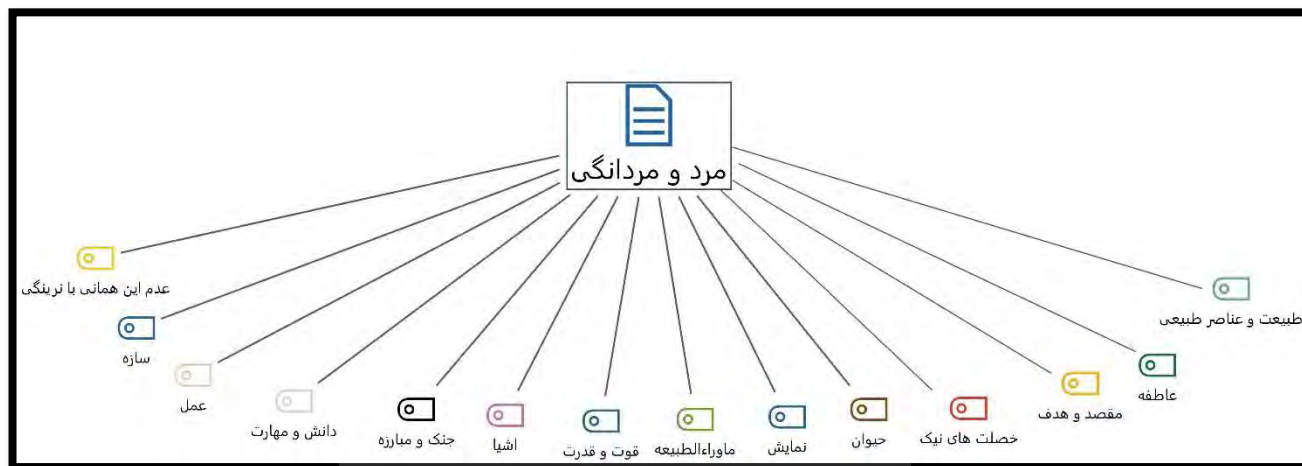 مرد و مردانگی
طبیعت و عناصر طبیعی
عاطفه
مقصد و هدف
خصلت های نیک
حیوان
نمایش
ماوراءالطبیعه
قوت و قدرت
اشیا
جنک و مبارزه
دانش و مهارت
عمل
سازه
عدم این همانی با نرینگی